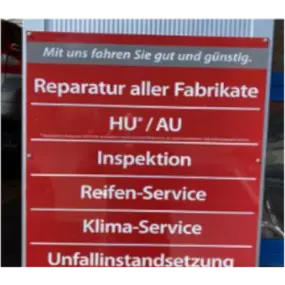 Mit uns fahren Sie gut und günstig.
Reparatur aller Fabrikate
HU* / AU
Inspektion
Reifen-Service
Klima-Service
Unfallinstandsetzung